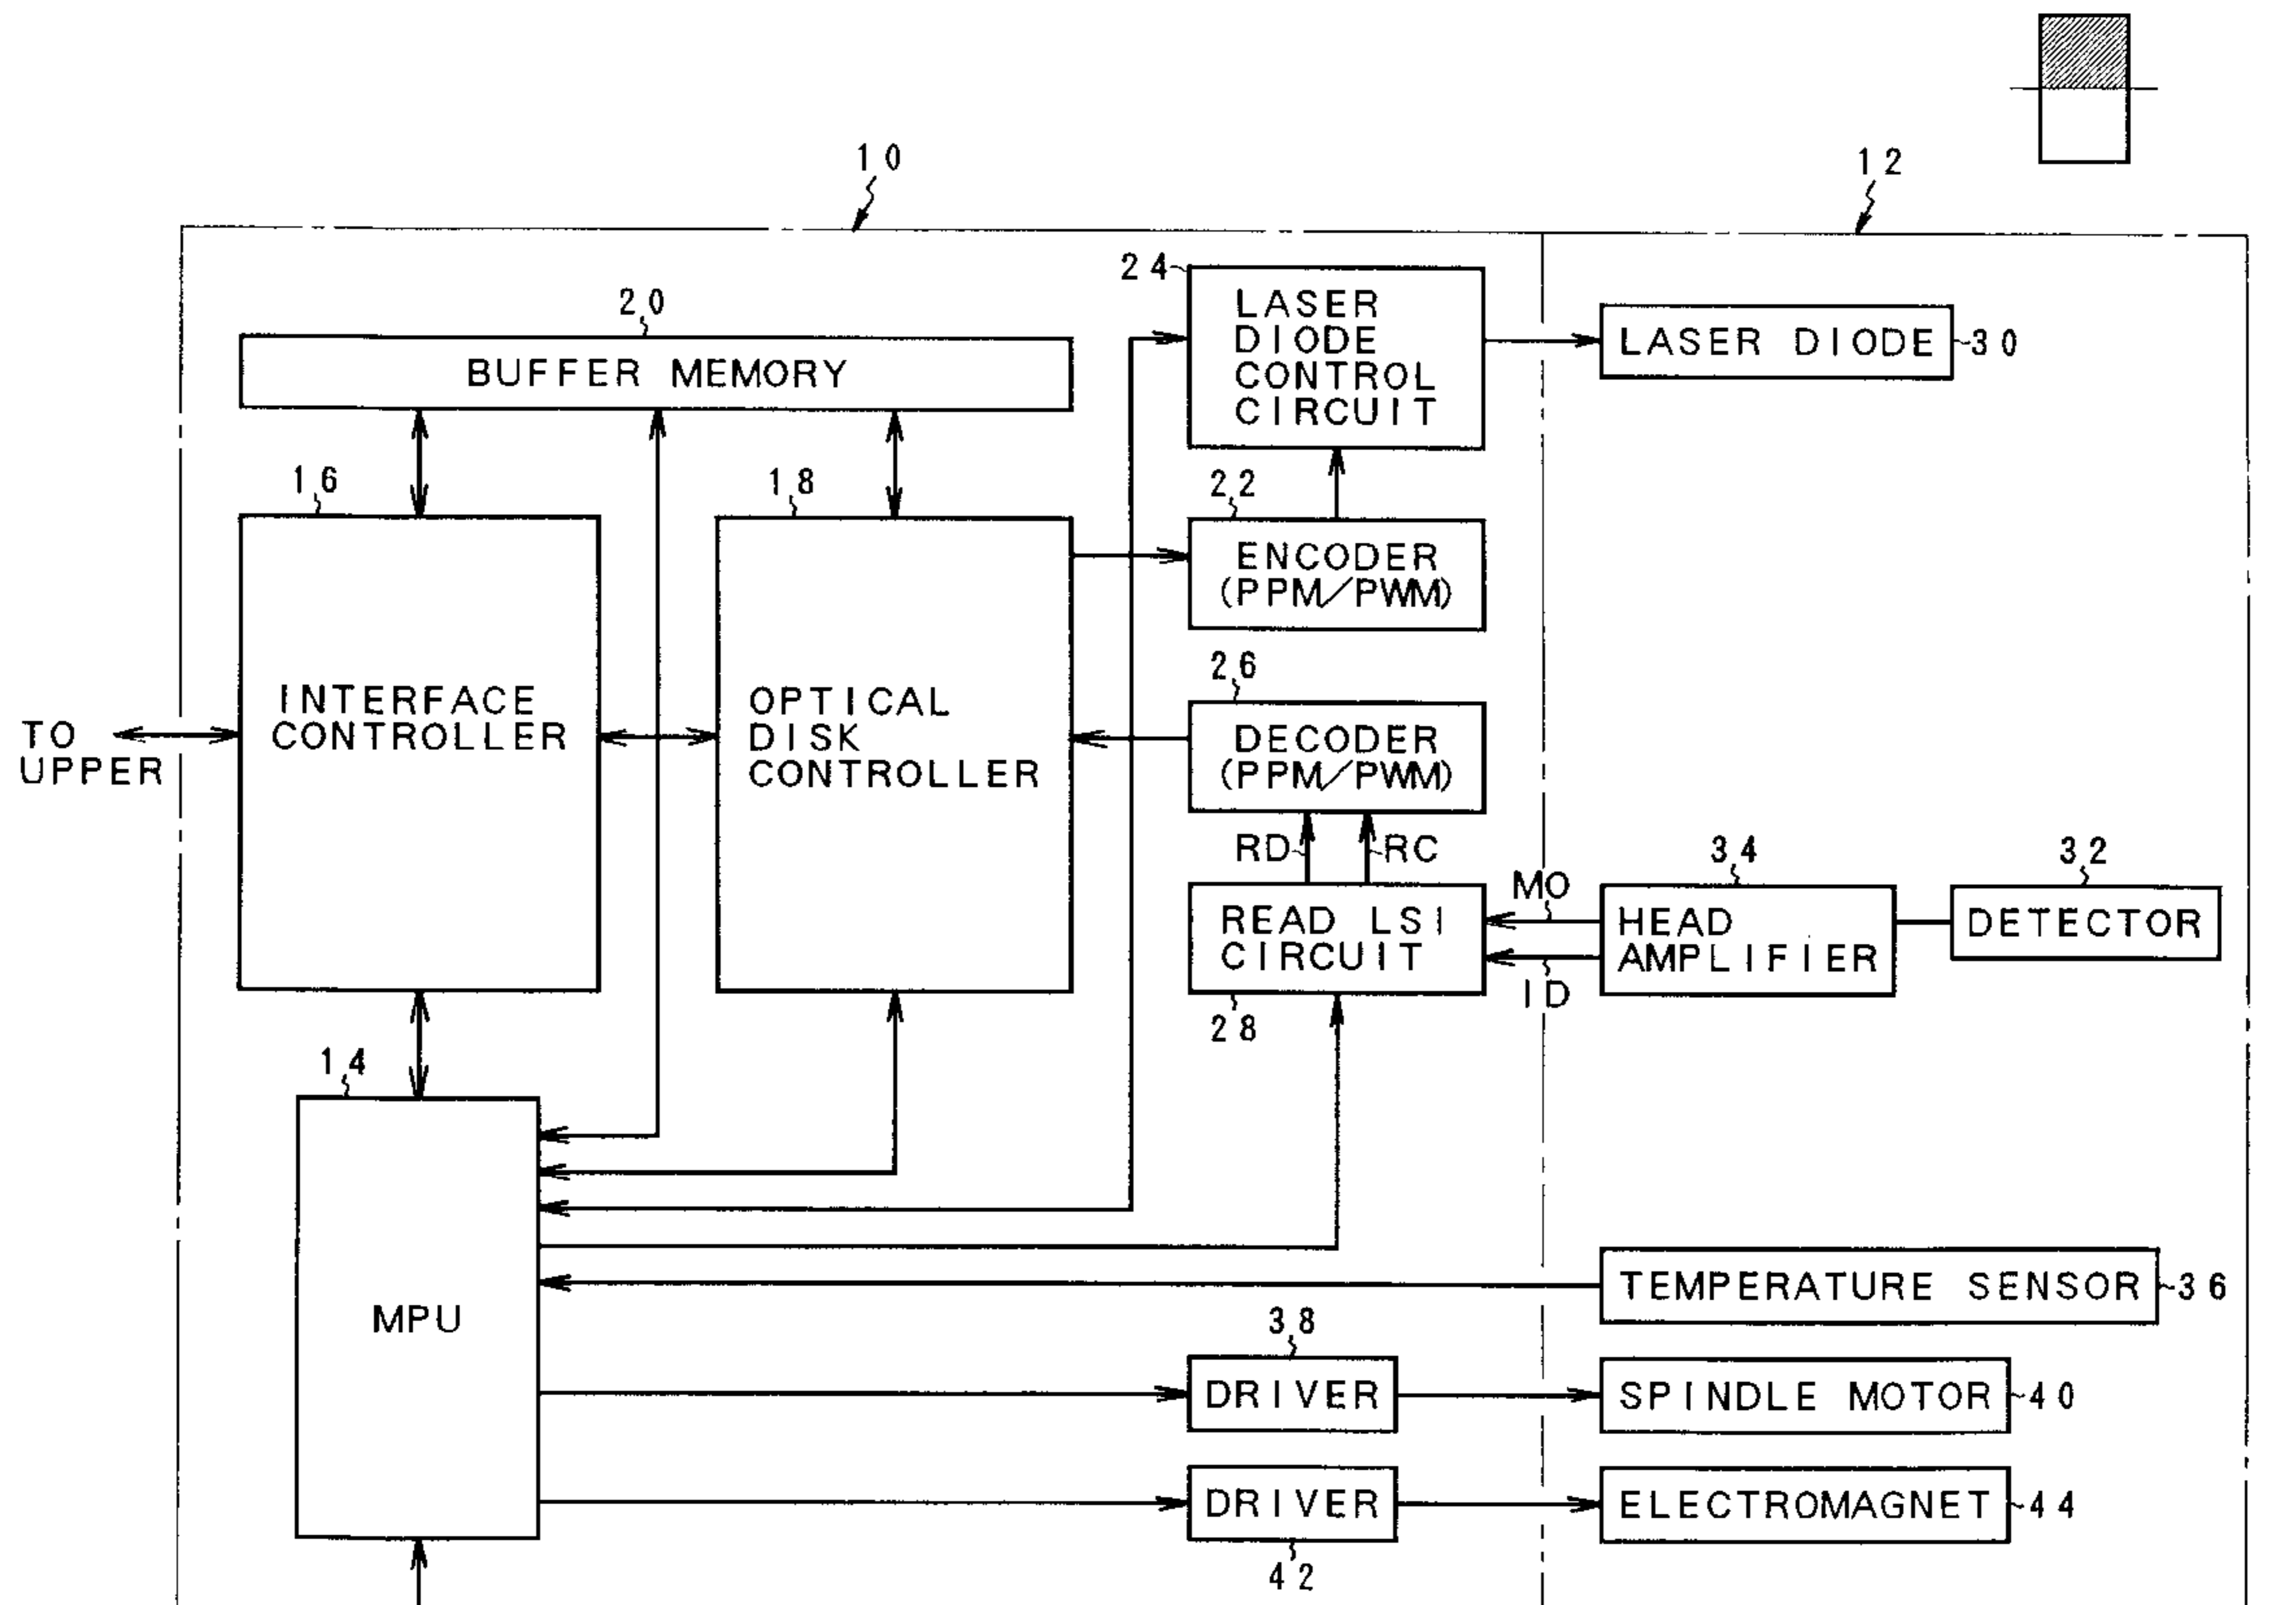 10
12
24
LASER
DIODE
CONTROL
CIRCUIT
LASER DIODE
30
20
BUFFER MEMORY
16
18
22
ENCODER
(PPM/PWM)
26
DECODER
(PPM/PWM)
INTERFACE
CONTROLLER
OPTICAL
DISK
CONTROLLER
TO
UPPER
RD
RC
34
32
MO
READ LSI
CIRCUIT
HEAD
AMPLIFIER
DETECTOR
ID
28
14
MPU
TEMPERATURE SENSOR
36
38
DRIVER
SPINDLE MOTOR
40
DRIVER
ELECTROMAGNET
44
42